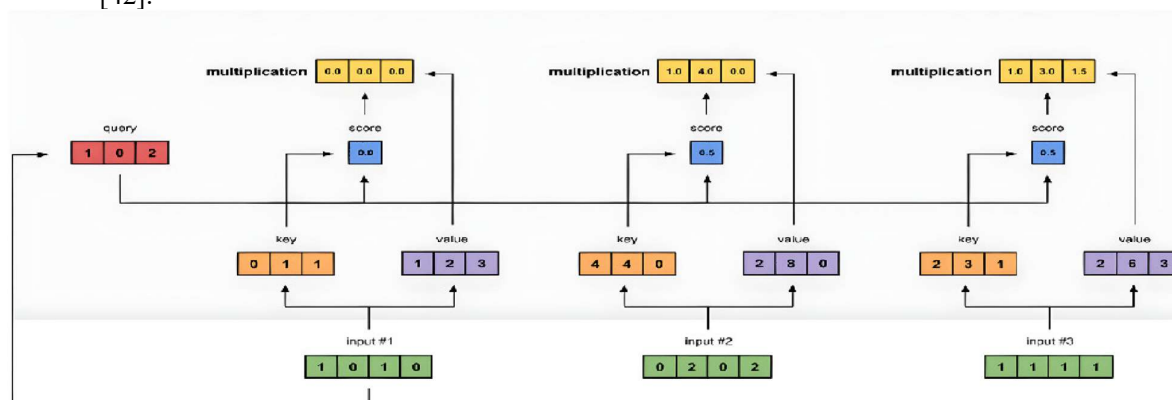 [42].
multiplication 0.0 0.0 0.0 multiplication 1.0 4.0 0.0 multiplication 1.0 3.0 1.5
query score score score
1 0 2 0.0 0.5 0.5
key value key value key value
0 1 1 1 2 3 4 4 0 2 8 0 2 3 1 2 6 3
input #1 input #2 input #3
1 0 1 0 0 2 0 2 1 1 1 1